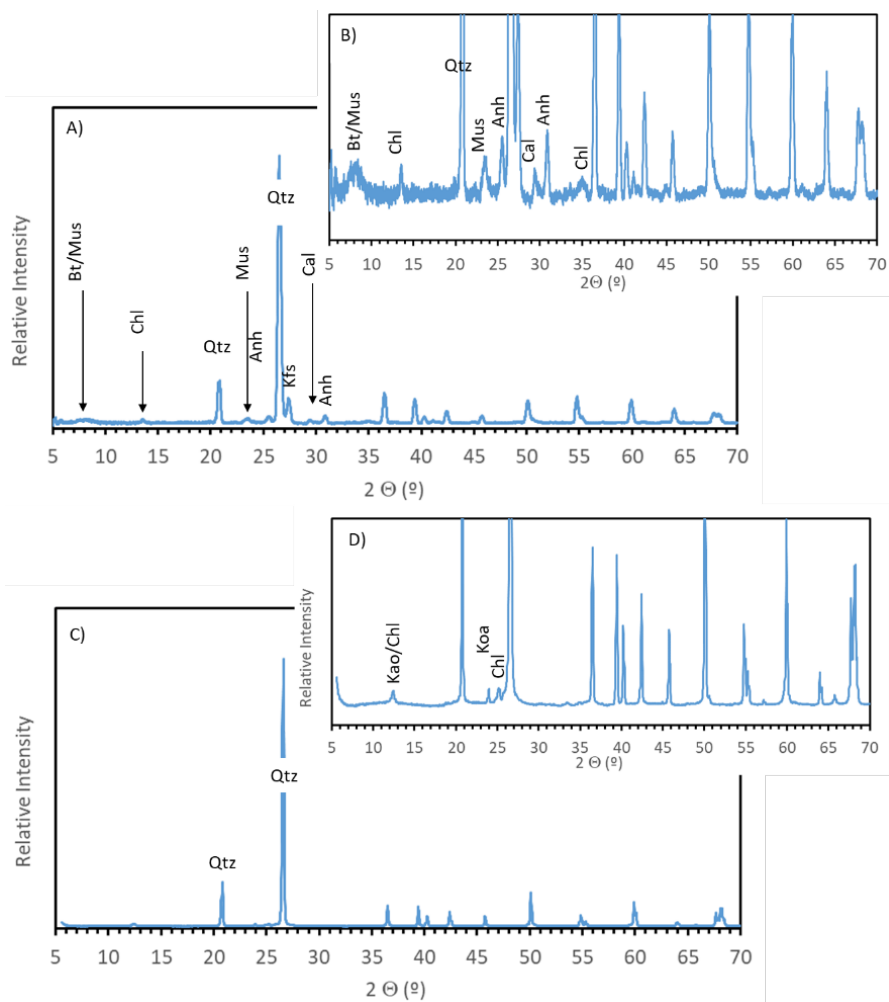 B)
Bt/Mus
Chl
Qtz
Mus
Anh
Cal
Anh
Chl
5 10 15 20 25 30 35 40 45 50 55 60 65 70
2Θ (º)
A)
Relative Intensity
Bt/Mus
Chl
Qtz
Mus
Anh
Qtz
Kfs
Cal
Anh
5 10 15 20 25 30 35 40 45 50 55 60 65 70
2 Θ (º)
D)
Relative Intensity
Kao/Chl
Koa
Chl
5 10 15 20 25 30 35 40 45 50 55 60 65 70
2 Θ (º)
C)
Relative Intensity
Qtz
Qtz
5 10 15 20 25 30 35 40 45 50 55 60 65 70
2 Θ (º)